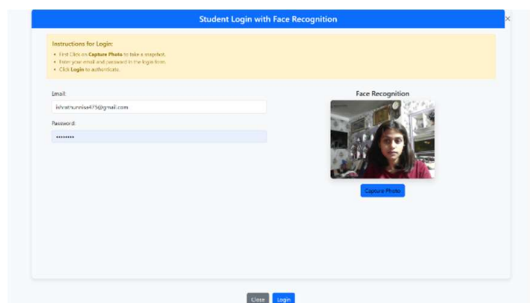 Student Login with Face Recognition
×
Instructions for Login:
First Click on Capture Photo to take a snapshot.
Enter your email and password in the login form.
Click Login to authenticate.
Email:
Password:
••••••••
Face Recognition
Capture Photo
Close
Login